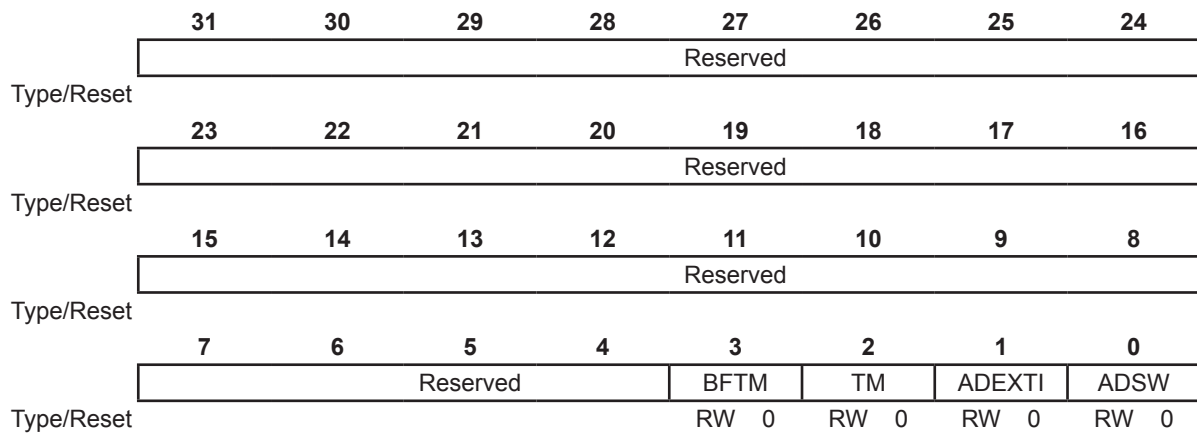 31 30 29 28 27 26 25 24
Reserved
Type/Reset
23 22 21 20 19 18 17 16
Reserved
Type/Reset
15 14 13 12 11 10 9 8
Reserved
Type/Reset
7 6 5 4 3 2 1 0
Reserved BFTM TM ADEXTI ADSW
Type/Reset RW 0 RW 0 RW 0 RW 0